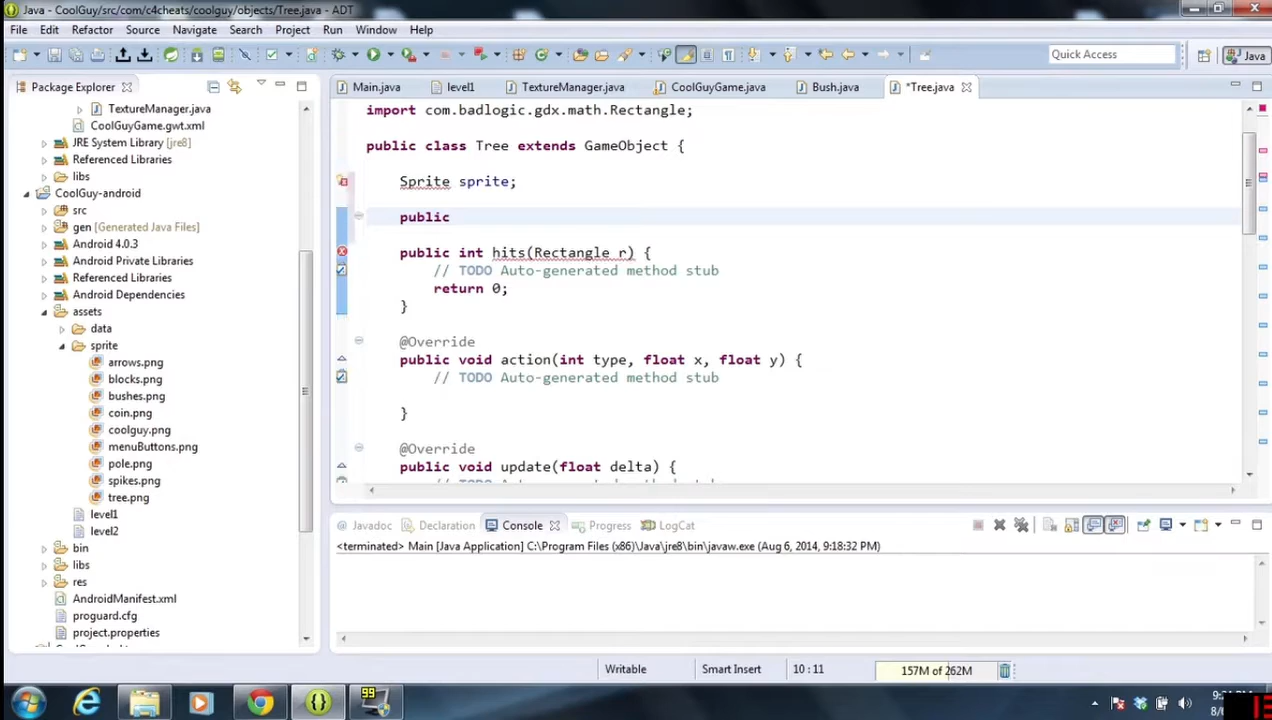 Java - CoolGuy/src/com/c4cheats/coolguy/objects/Tree.java - ADT
File Edit Refactor Source Navigate Search Project Run Window Help
Quick Access
Java
Package Explorer
Main.java level1 TextureManager.java CoolGuyGame.java Bush.java *Tree.java
TextureManager.java
CoolGuyGame.gwt.xml
JRE System Library [jre8]
Referenced Libraries
libs
CoolGuy-android
src
gen [Generated Java Files]
Android 4.0.3
Android Private Libraries
Referenced Libraries
Android Dependencies
assets
data
sprite
arrows.png
blocks.png
bushes.png
coin.png
coolguy.png
menuButtons.png
pole.png
spikes.png
tree.png
level1
level2
bin
libs
res
AndroidManifest.xml
proguard.cfg
project.properties
import com.badlogic.gdx.math.Rectangle;
public class Tree extends GameObject {
Sprite sprite;
public
public int hits(Rectangle r) {
// TODO Auto-generated method stub
return 0;
}
@Override
public void action(int type, float x, float y) {
// TODO Auto-generated method stub
}
@Override
public void update(float delta) {
Javadoc Declaration Console Progress LogCat
<terminated> Main [Java Application] C:\Program Files (x86)\Java\jre8\bin\javaw.exe (Aug 6, 2014, 9:18:32 PM)
Writable Smart Insert 10 : 11 157M of 262M
99